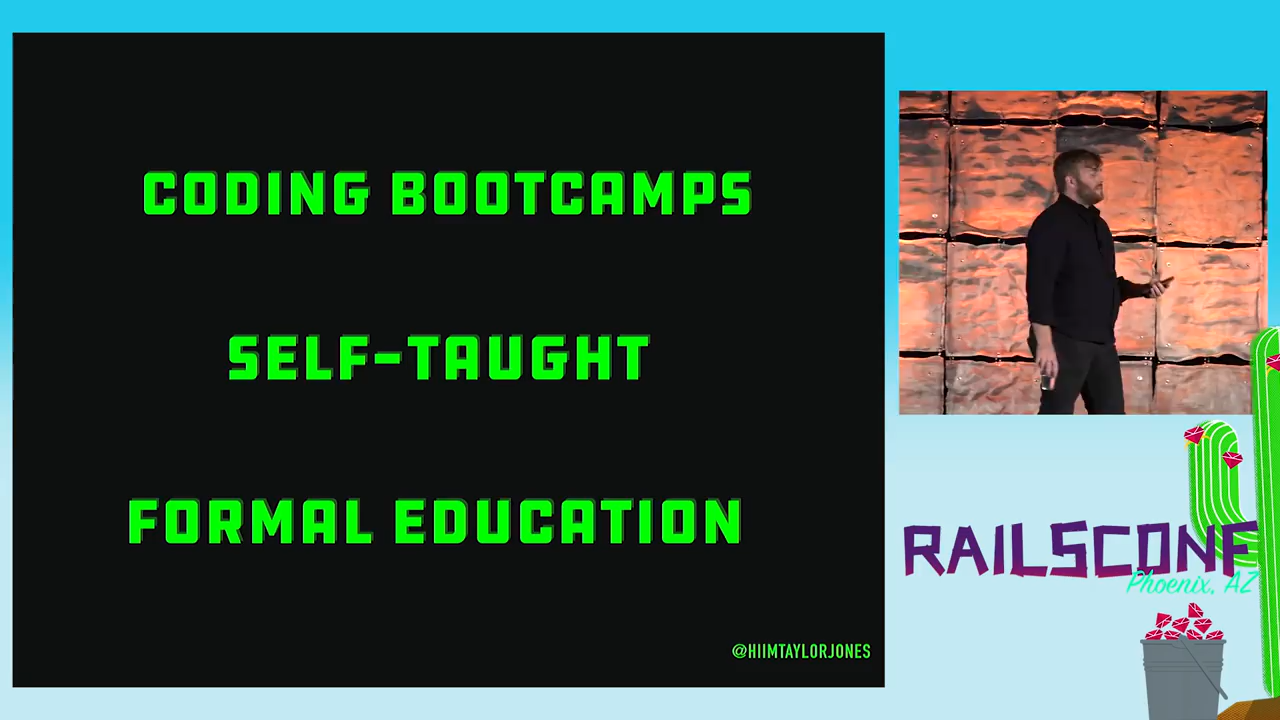 CODING BOOTCAMPS
SELF-TAUGHT
FORMAL EDUCATION
@HIIMTAYLORJONES
RAILSCONF
Phoenix, AZ